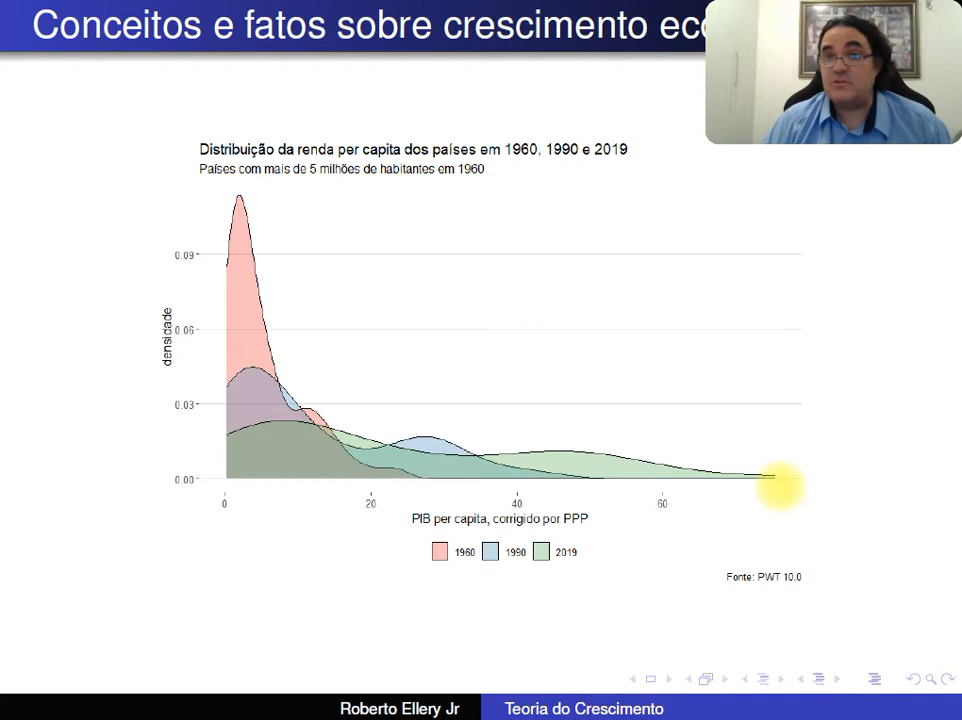 Conceitos e fatos sobre crescimento eco
Distribuição da renda per capita dos países em 1960, 1990 e 2019
Países com mais de 5 milhões de habitantes em 1960
densidade
0.09
0.06
0.03
0.00
0
20
40
60
PIB per capita, corrigido por PPP
1960 1990 2019
Fonte: PWT 10.0
Roberto Ellery Jr Teoria do Crescimento